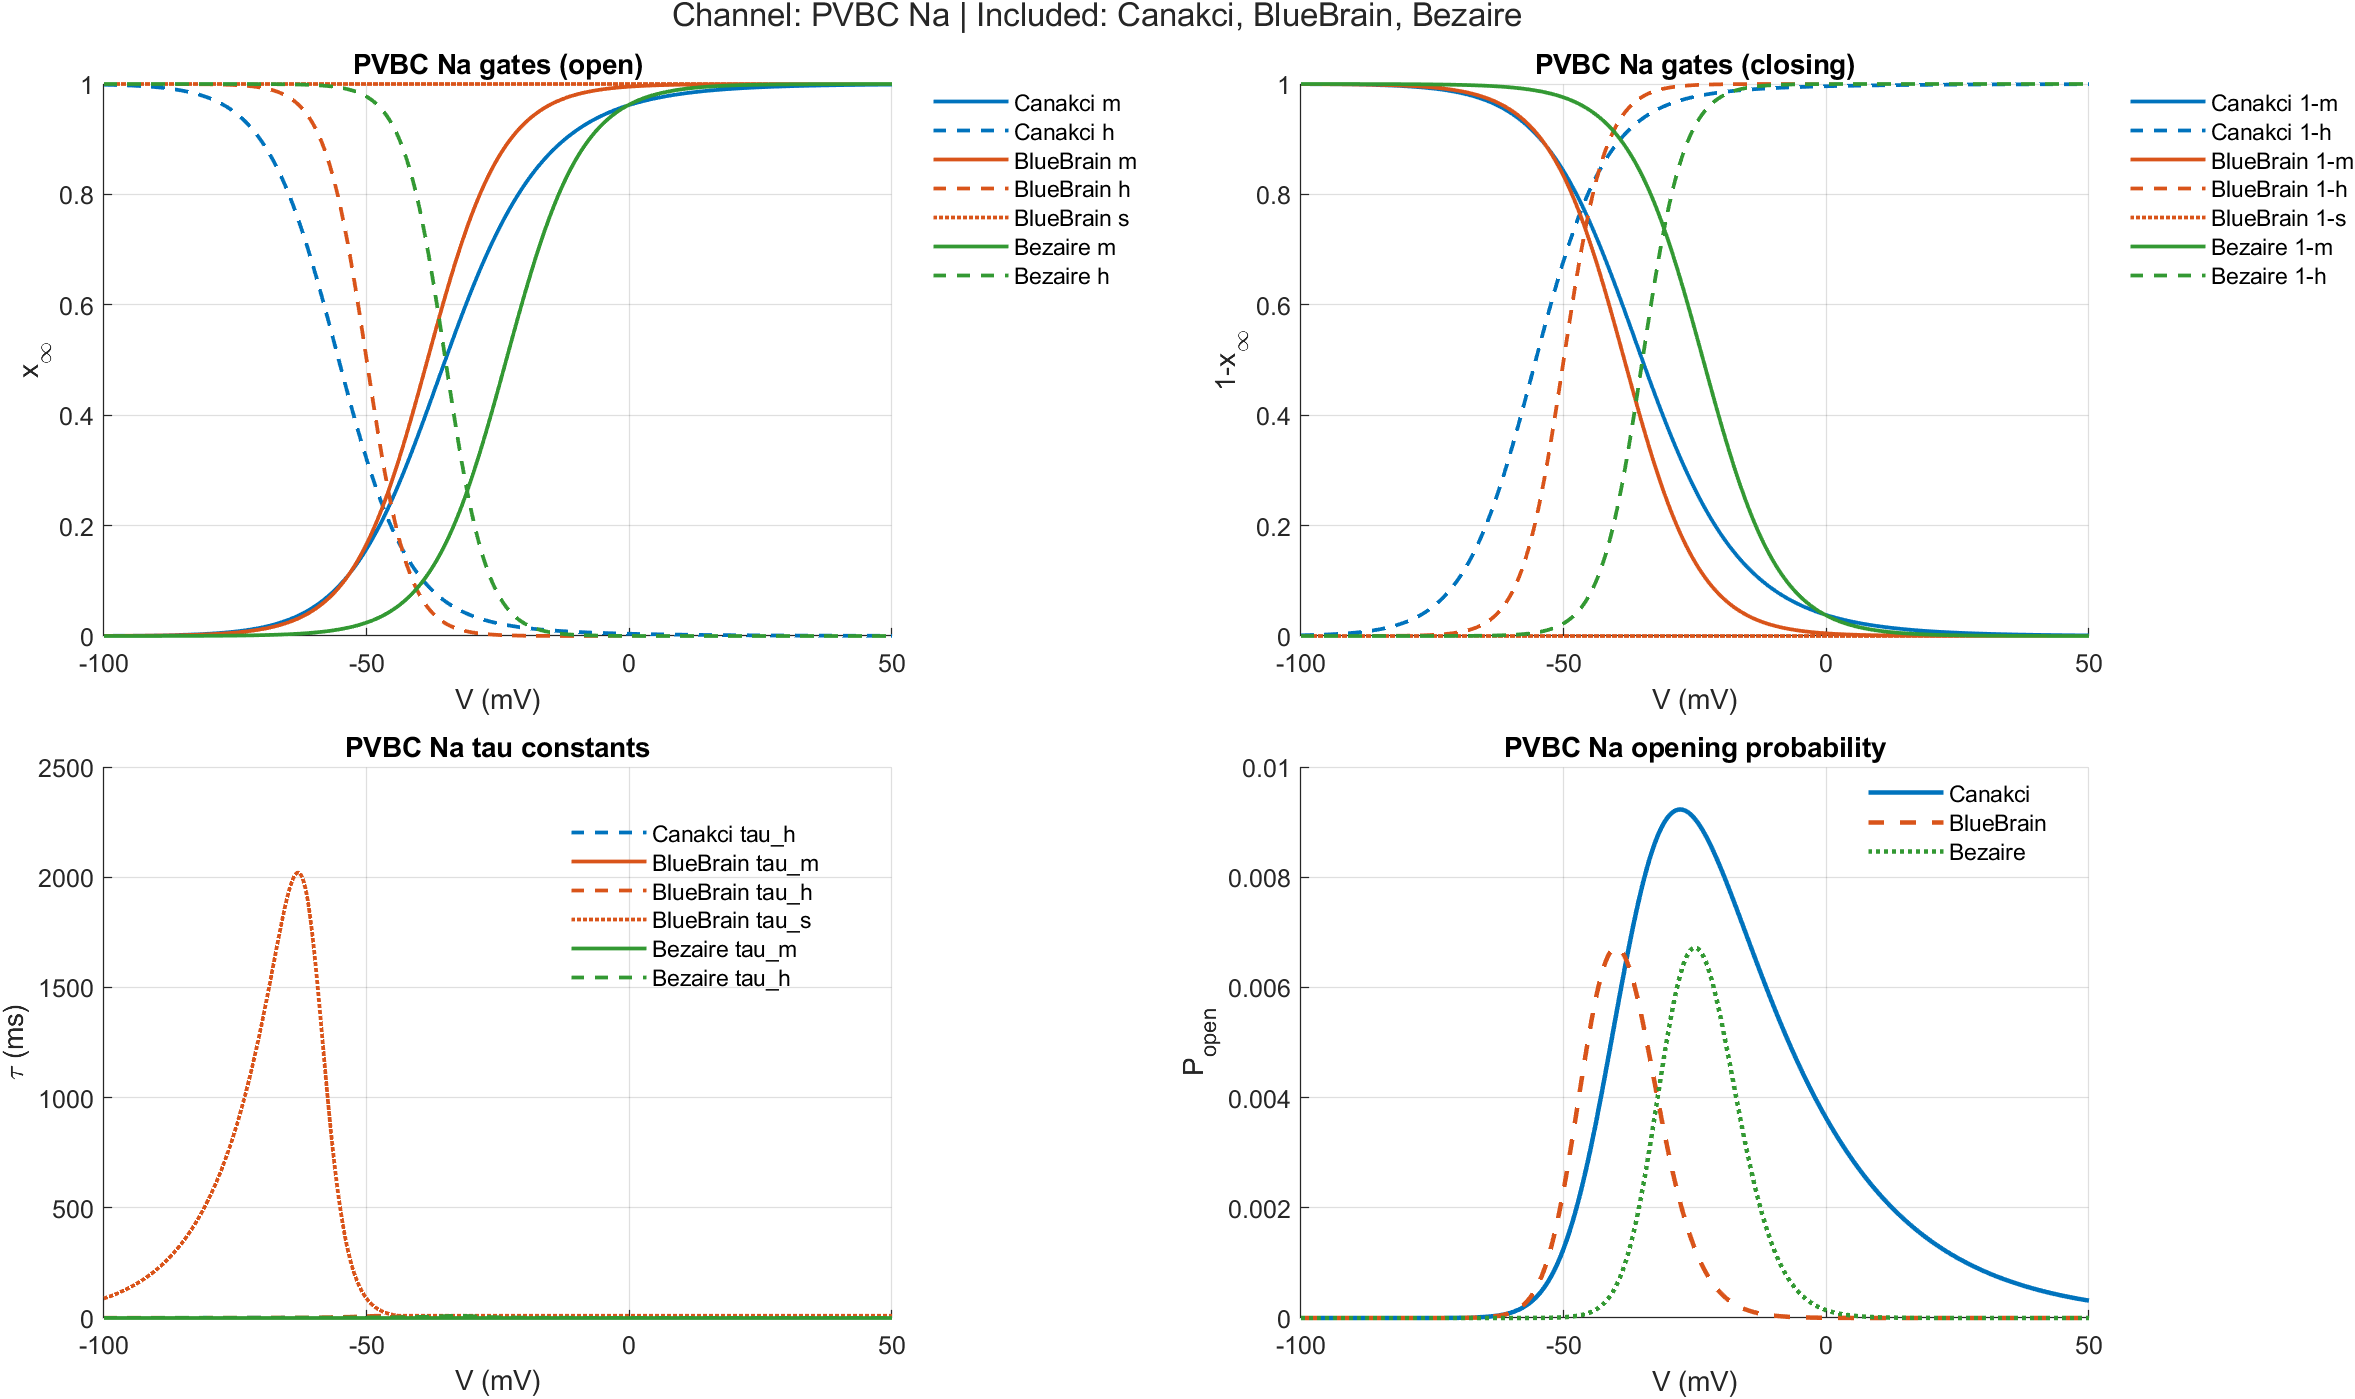 Channel: PVBC Na | Included: Canakci, BlueBrain, Bezaire
PVBC Na gates (open)
1
0.8
0.6
0.4
0.2
0
x∞
-100
-50
0
50
V (mV)
Canakci m
Canakci h
BlueBrain m
BlueBrain h
BlueBrain s
Bezaire m
Bezaire h
PVBC Na gates (closing)
1
0.8
0.6
0.4
0.2
0
1-x∞
-100
-50
0
50
V (mV)
Canakci 1-m
Canakci 1-h
BlueBrain 1-m
BlueBrain 1-h
BlueBrain 1-s
Bezaire 1-m
Bezaire 1-h
PVBC Na tau constants
2500
2000
1500
1000
500
0
τ (ms)
-100
-50
0
50
V (mV)
Canakci tau_h
BlueBrain tau_m
BlueBrain tau_h
BlueBrain tau_s
Bezaire tau_m
Bezaire tau_h
PVBC Na opening probability
0.01
0.008
0.006
0.004
0.002
0
Popen
-100
-50
0
50
V (mV)
Canakci
BlueBrain
Bezaire